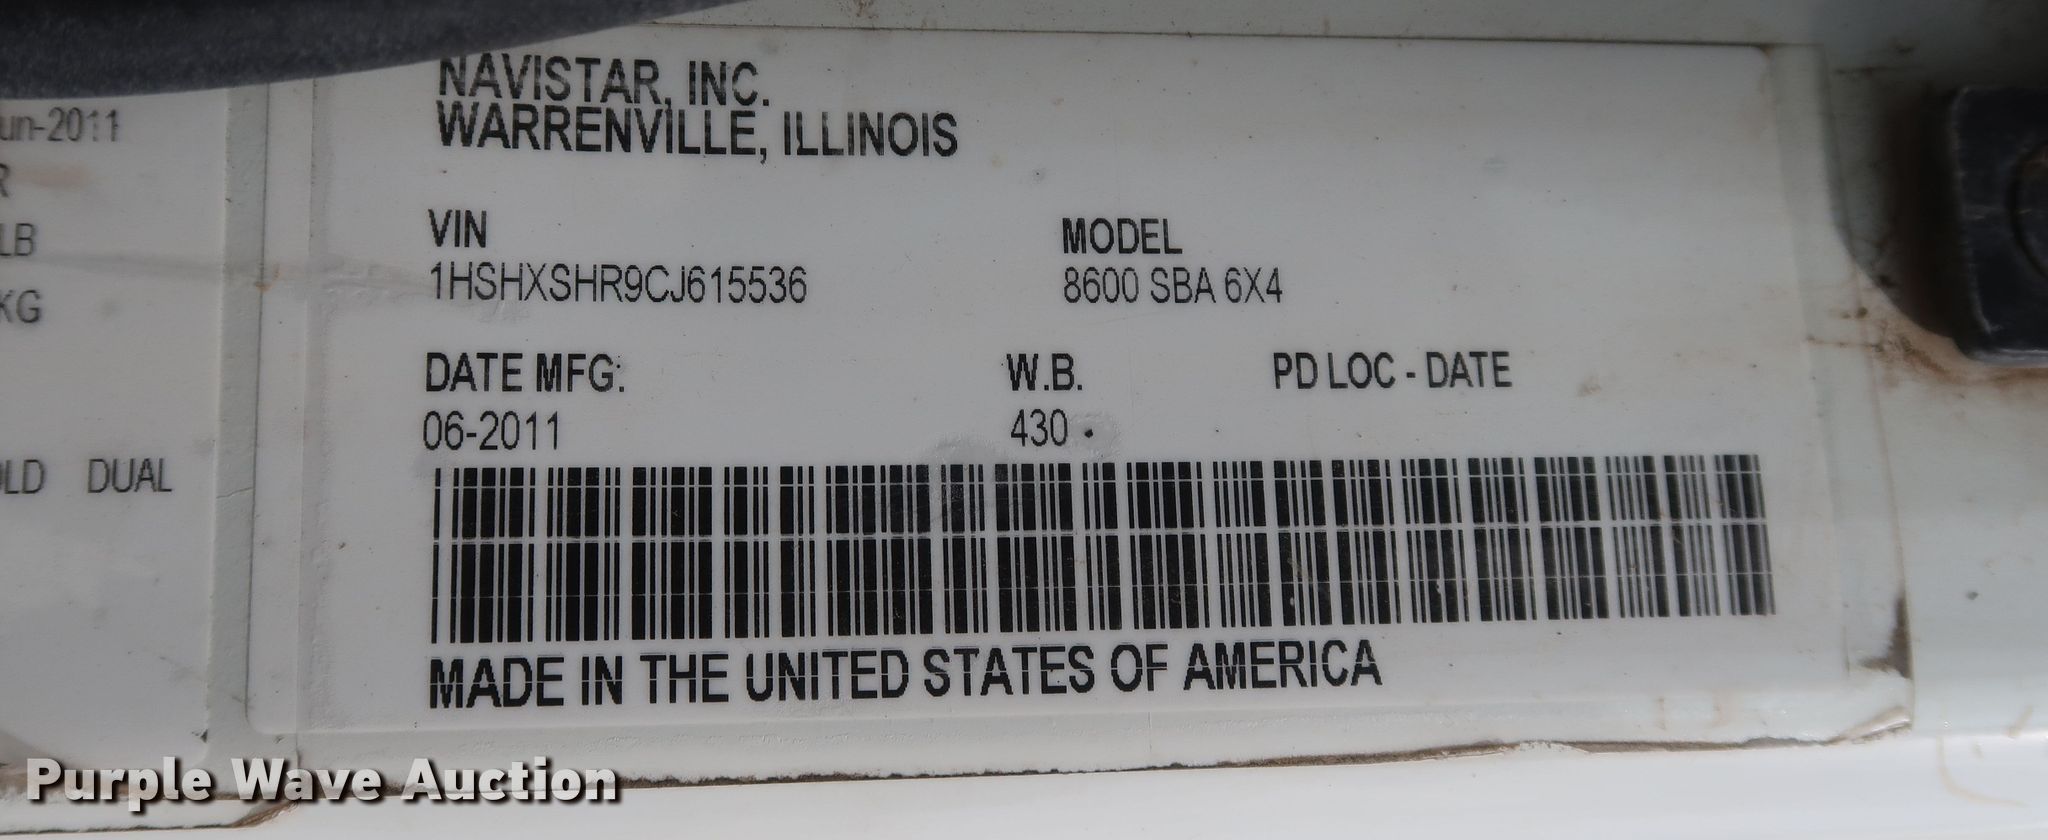 un-2011
R
LB
KG
OLD DUAL
NAVISTAR, INC.
WARRENVILLE, ILLINOIS
VIN
1HSHXSHR9CJ615536
MODEL
8600 SBA 6X4
DATE MFG:
06-2011
W.B.
430
PD LOC - DATE
MADE IN THE UNITED STATES OF AMERICA
Purple Wave Auction